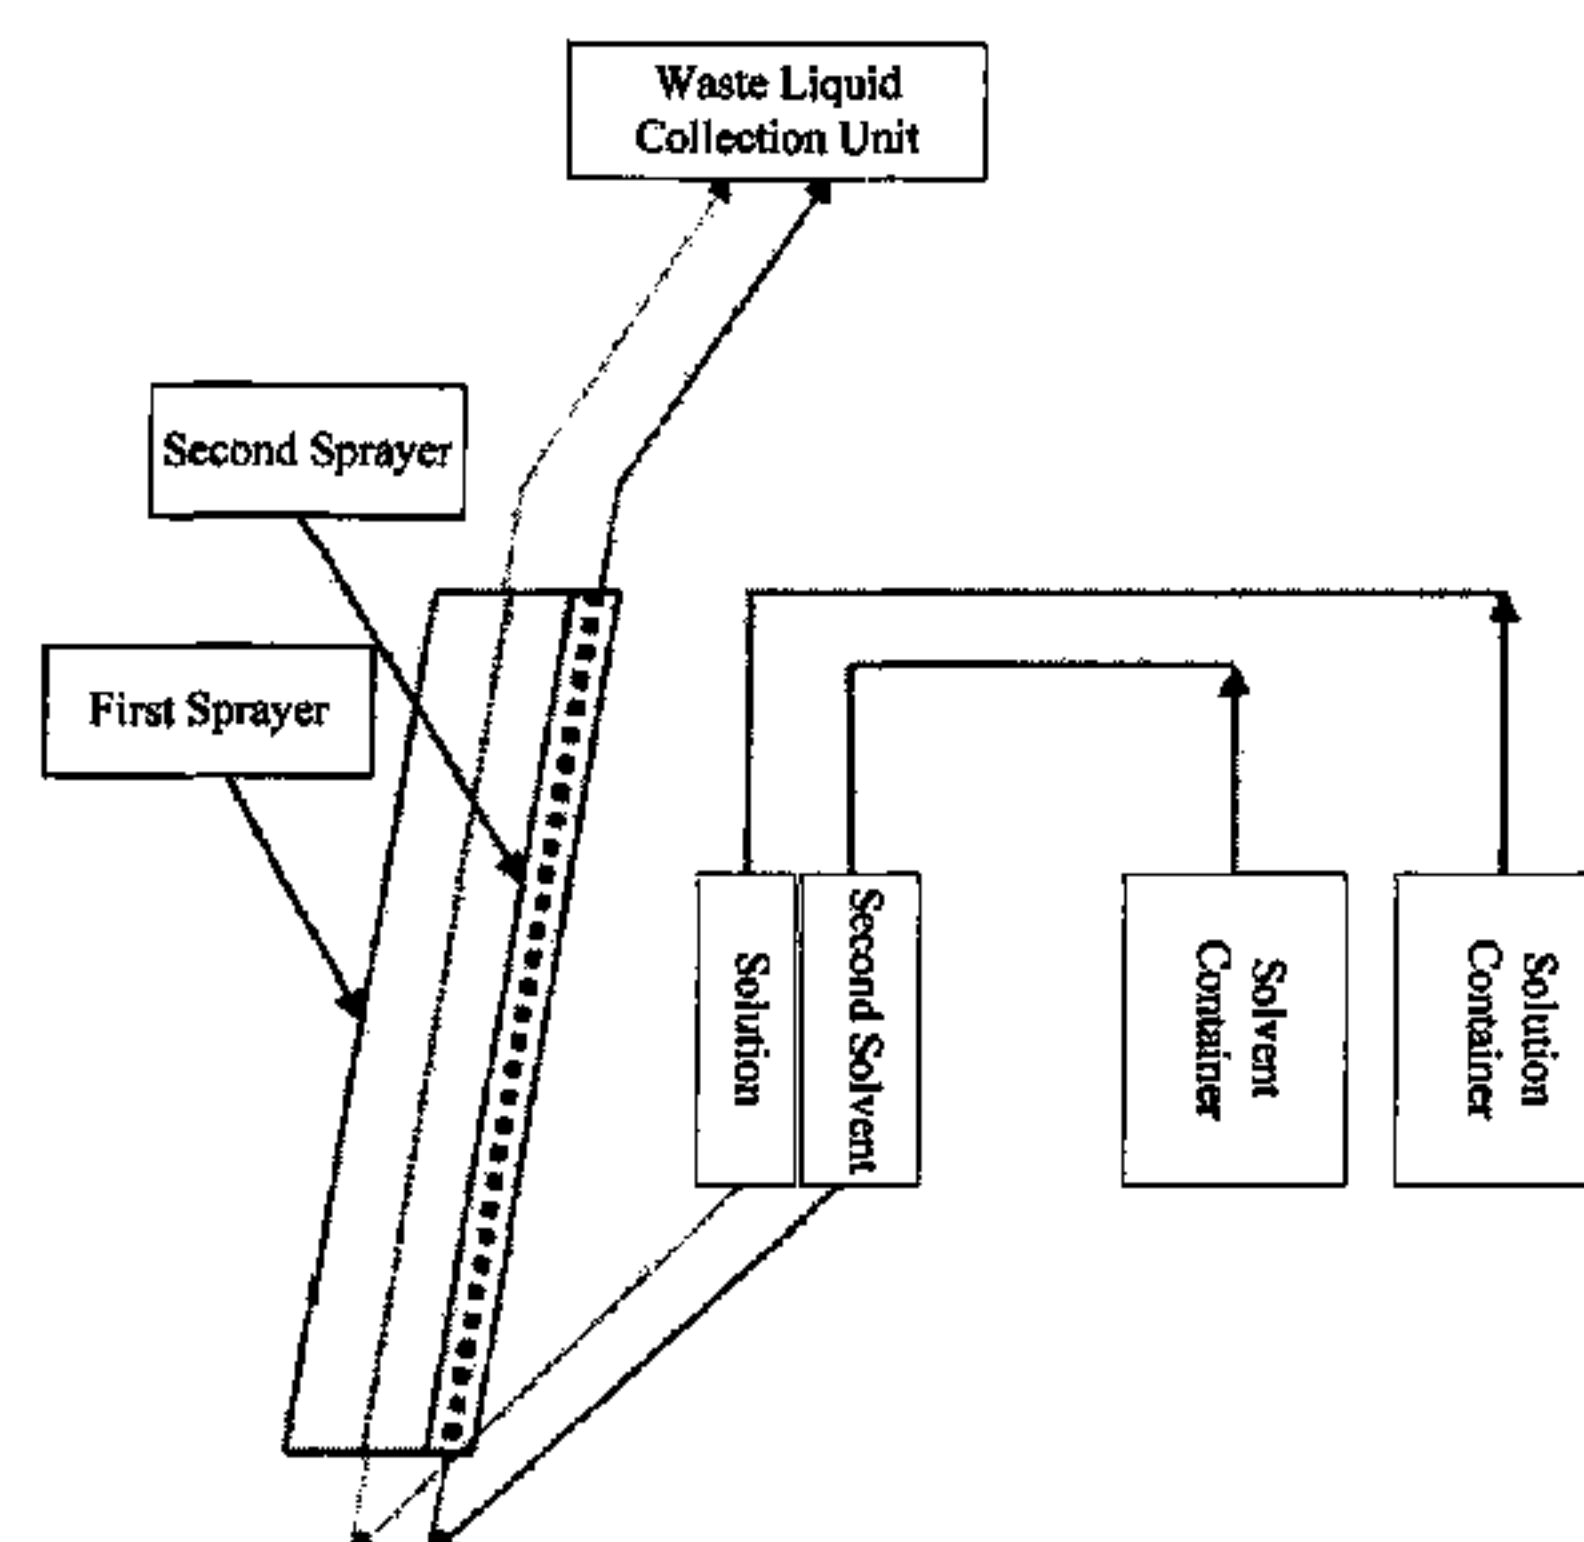 Waste Liquid
Collection Unit
Second Sprayer
First Sprayer
Solution
Second Solvent
Solvent
Container
Solution
Container